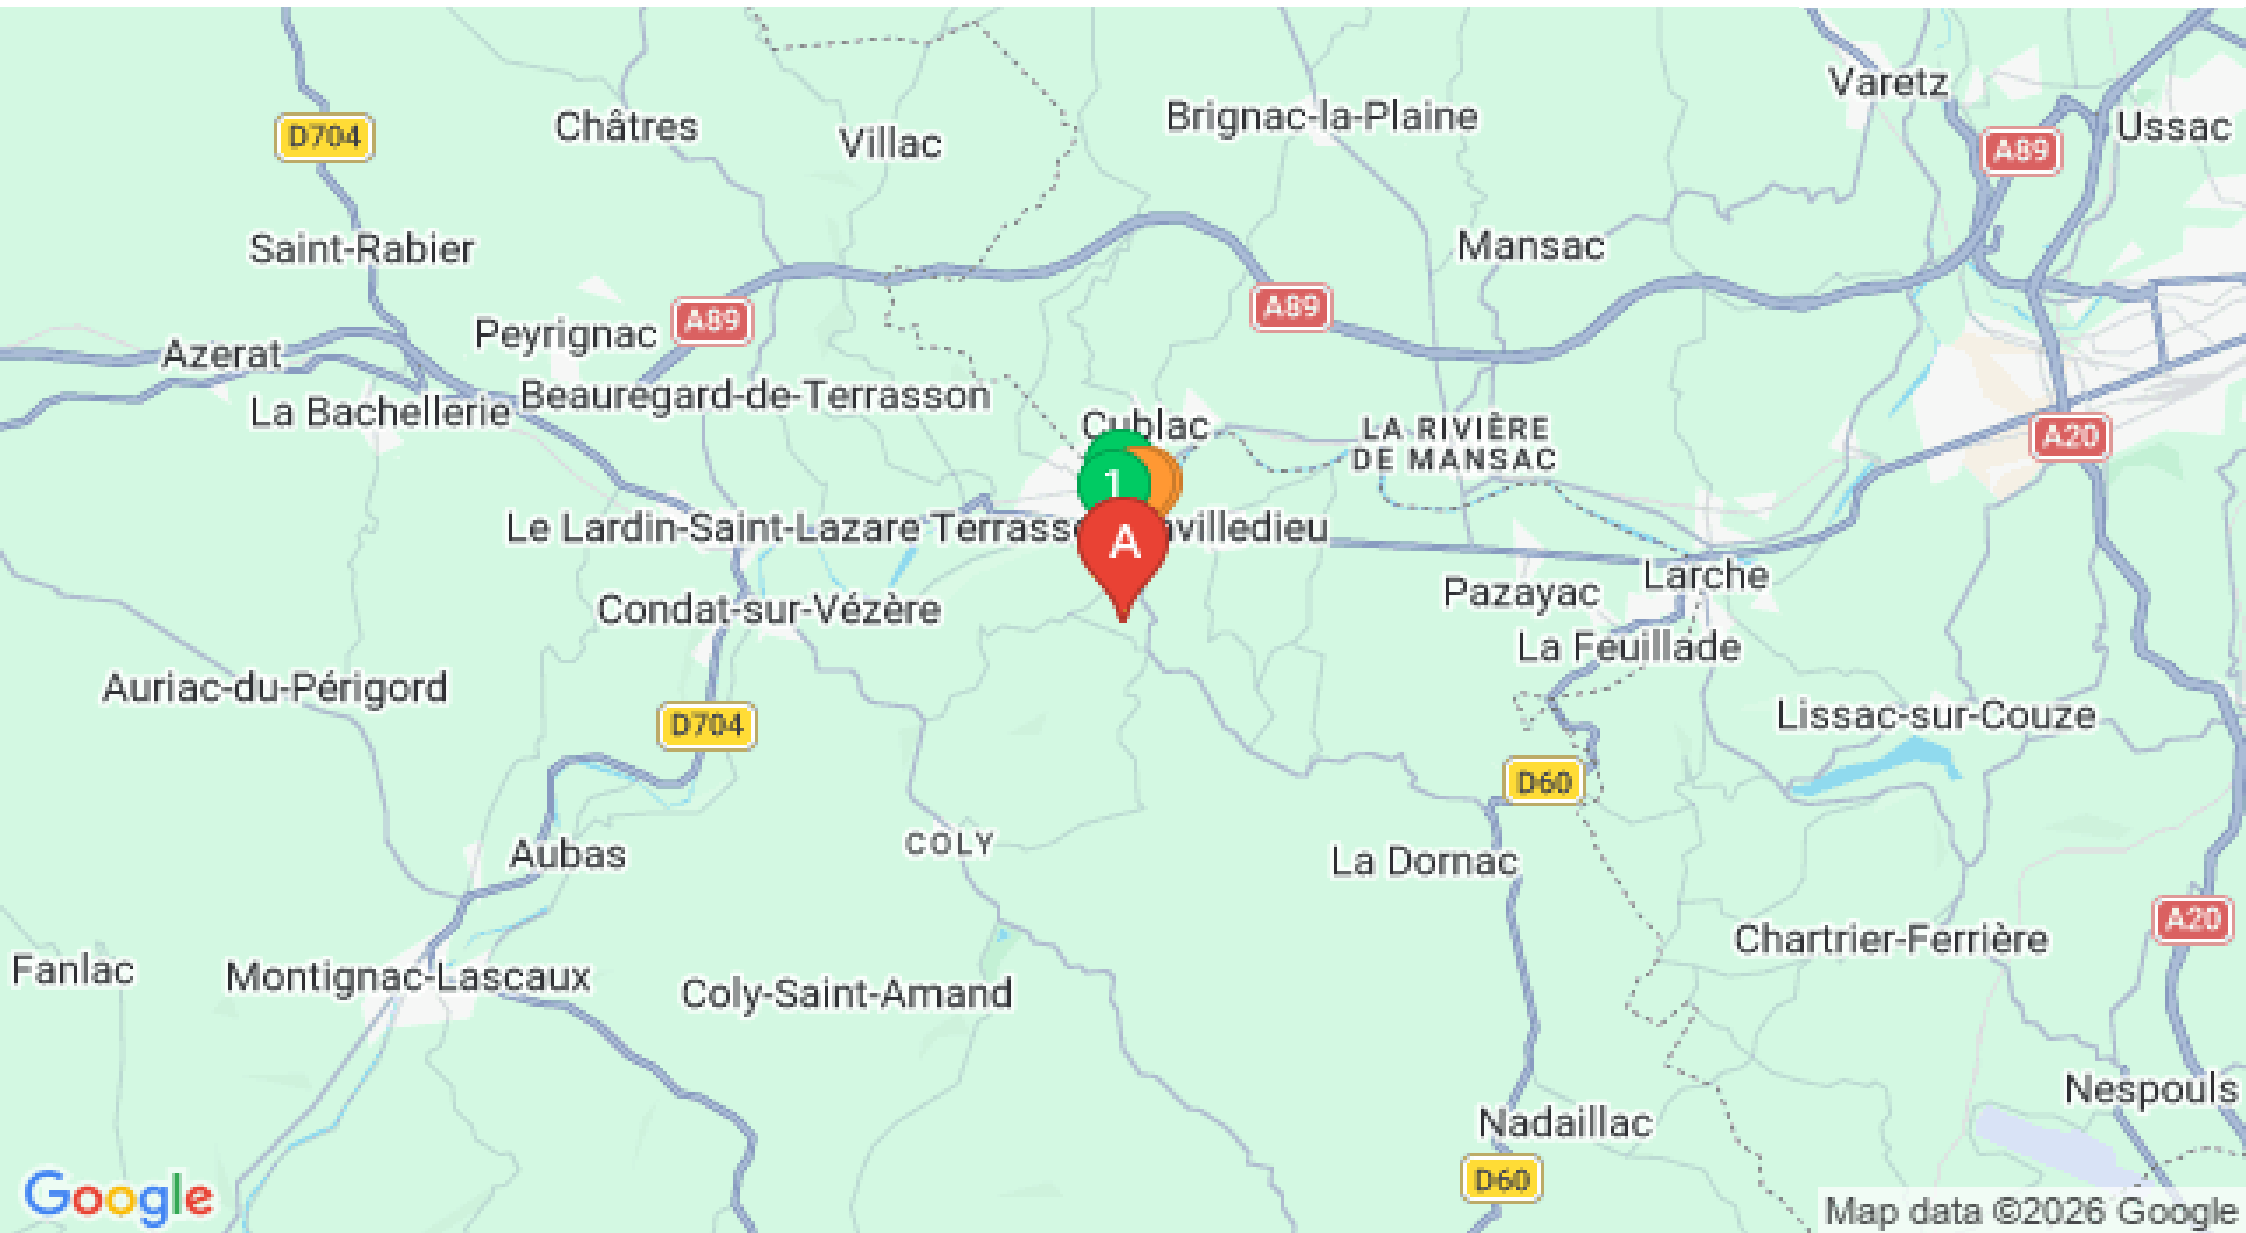 Varetz
Châtres
Villac
Brignac-la-Plaine
D704
A89
Ussac
Saint-Rabier
Mansac
Peyrignac
A89
A89
Azerat
La Bachellerie
Beauregard-de-Terrasson
Cublac
LA RIVIÈRE
DE MANSAC
A20
1
Le Lardin-Saint-Lazare
Terrass
villedieu
A
Condat-sur-Vézère
Pazayac
Larche
La Feuillade
Auriac-du-Périgord
D704
Lissac-sur-Couze
D60
Aubas
COLY
La Dornac
A20
Chartrier-Ferrière
Fanlac
Montignac-Lascaux
Coly-Saint-Amand
Nespouls
Nadaillac
D60
Google
Map data ©2026 Google